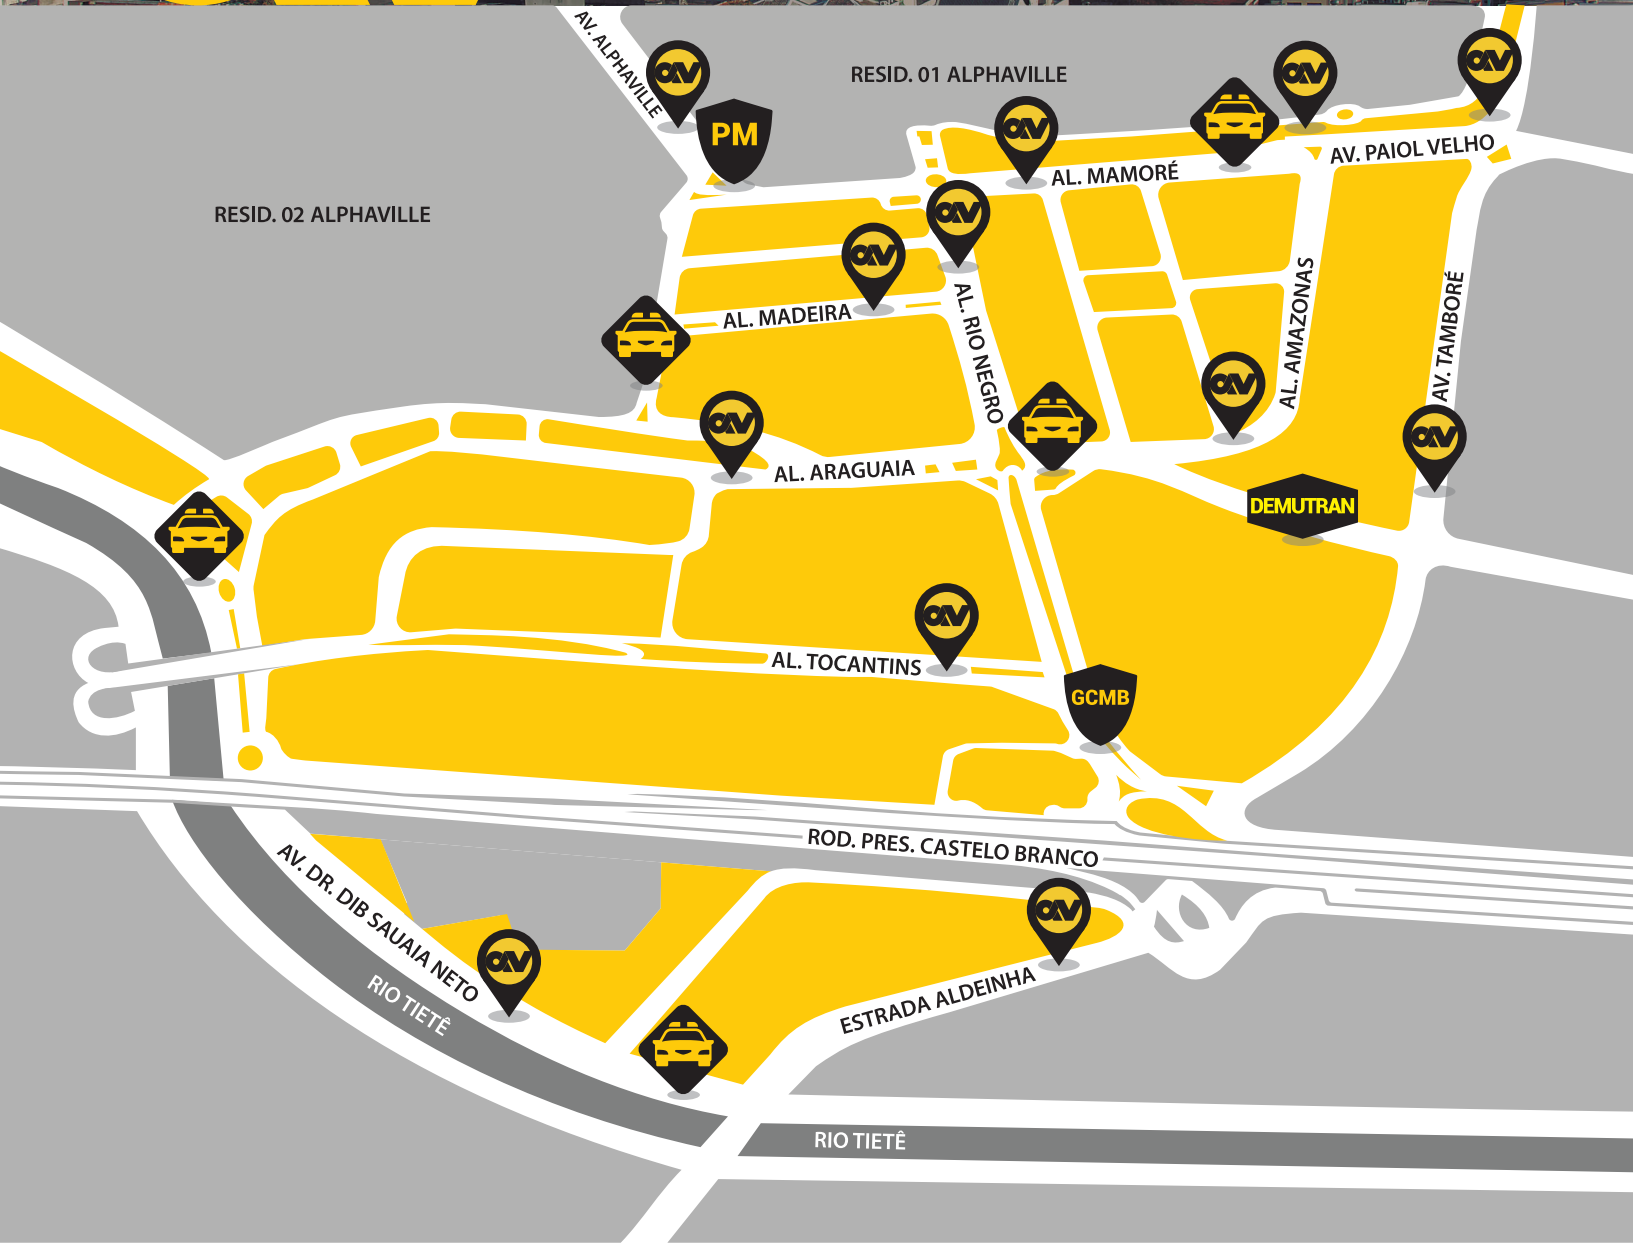 AV. ALPHAVILLE
RESID. 01 ALPHAVILLE
PM
AV. PAIOL VELHO
AL. MAMORÉ
RESID. 02 ALPHAVILLE
AL. MADEIRA
AL. RIO NEGRO
AL. AMAZONAS
AV. TAMBORÉ
AL. ARAGUAIA
DEMUTRAN
AL. TOCANTINS
GCMB
ROD. PRES. CASTELO BRANCO
AV. DR. DIB SAUAIA NETO
RIO TIETÊ
ESTRADA ALDEINHA
RIO TIETÊ